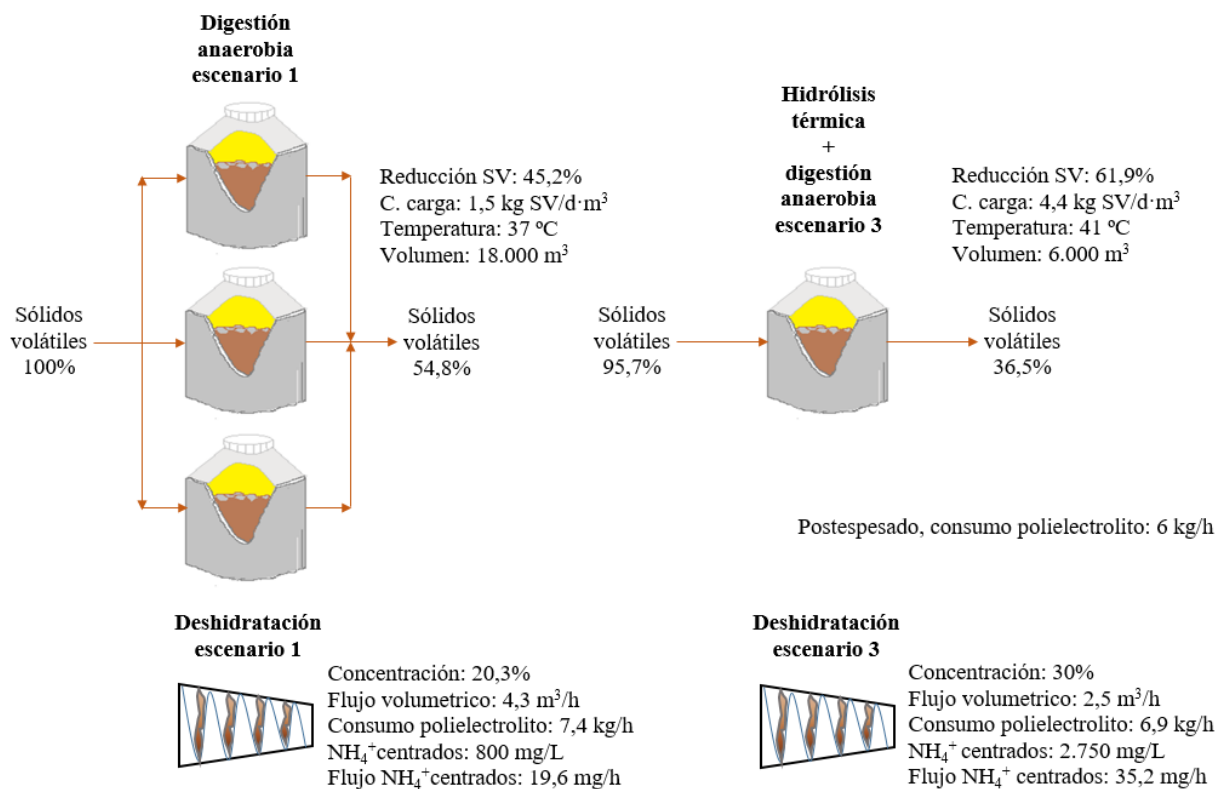 Digestión
anaerobia
escenario 1
Reducción SV: 45,2%
C. carga: 1,5 kg SV/d·m³
Temperatura: 37 ºC
Volumen: 18.000 m³
Sólidos
volátiles
100%
Sólidos
volátiles
54,8%
Hidrólisis
térmica
+
digestión
anaerobia
escenario 3
Reducción SV: 61,9%
C. carga: 4,4 kg SV/d·m³
Temperatura: 41 ºC
Volumen: 6.000 m³
Sólidos
volátiles
95,7%
Sólidos
volátiles
36,5%
Postespesado, consumo polielectrolito: 6 kg/h
Deshidratación
escenario 1
Concentración: 20,3%
Flujo volumetrico: 4,3 m³/h
Consumo polielectrolito: 7,4 kg/h
NH₄⁺ centrados: 800 mg/L
Flujo NH₄⁺ centrados: 19,6 mg/h
Deshidratación
escenario 3
Concentración: 30%
Flujo volumetrico: 2,5 m³/h
Consumo polielectrolito: 6,9 kg/h
NH₄⁺ centrados: 2.750 mg/L
Flujo NH₄⁺ centrados: 35,2 mg/h